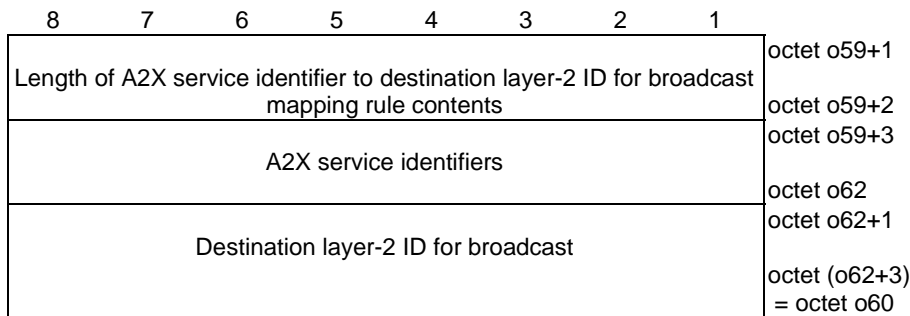 8 7 6 5 4 3 2 1
octet o59+1
Length of A2X service identifier to destination layer-2 ID for broadcast
mapping rule contents
octet o59+2
octet o59+3
A2X service identifiers
octet o62
octet o62+1
Destination layer-2 ID for broadcast
octet (o62+3)
= octet o60